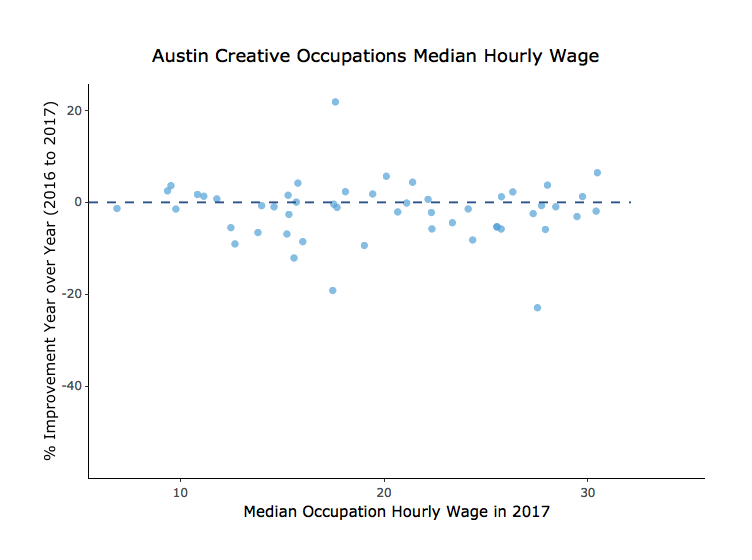 Austin Creative Occupations Median Hourly Wage
% Improvement Year over Year (2016 to 2017)
20
0
-20
-40
10
20
30
Median Occupation Hourly Wage in 2017